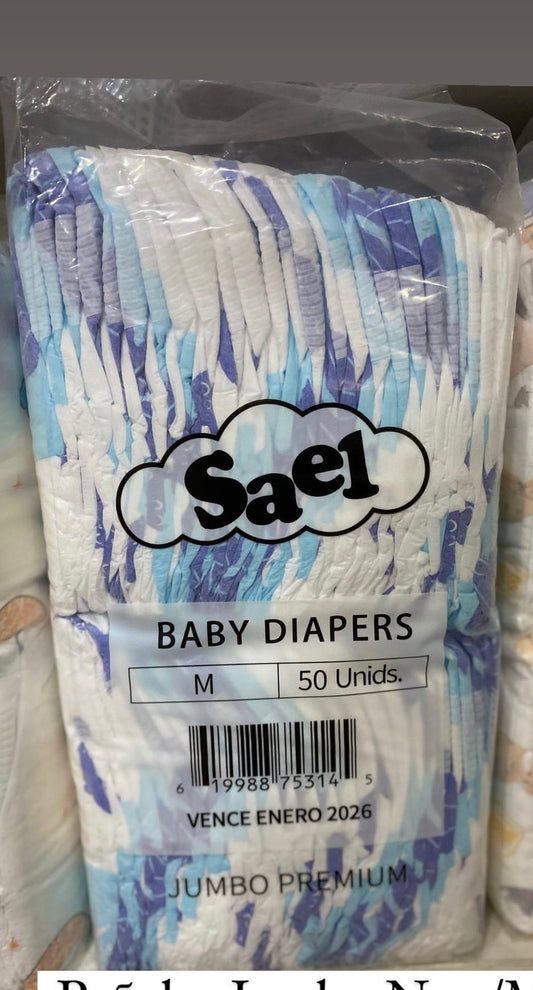 Sael
BABY DIAPERS
M 50 Unids.
6 19988 75314 5
VENCE ENERO 2026
JUMBO PREMIUM